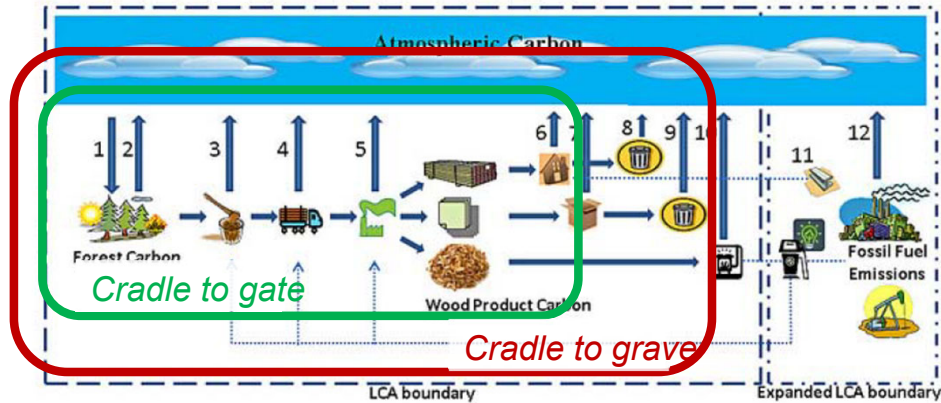 Atmospheric Carbon
1
2
3
4
5
6
7
8
9
10
11
12
Forest Carbon
Wood Product Carbon
Fossil Fuel
Emissions
Cradle to gate
Cradle to grave
LCA boundary
Expanded LCA boundary